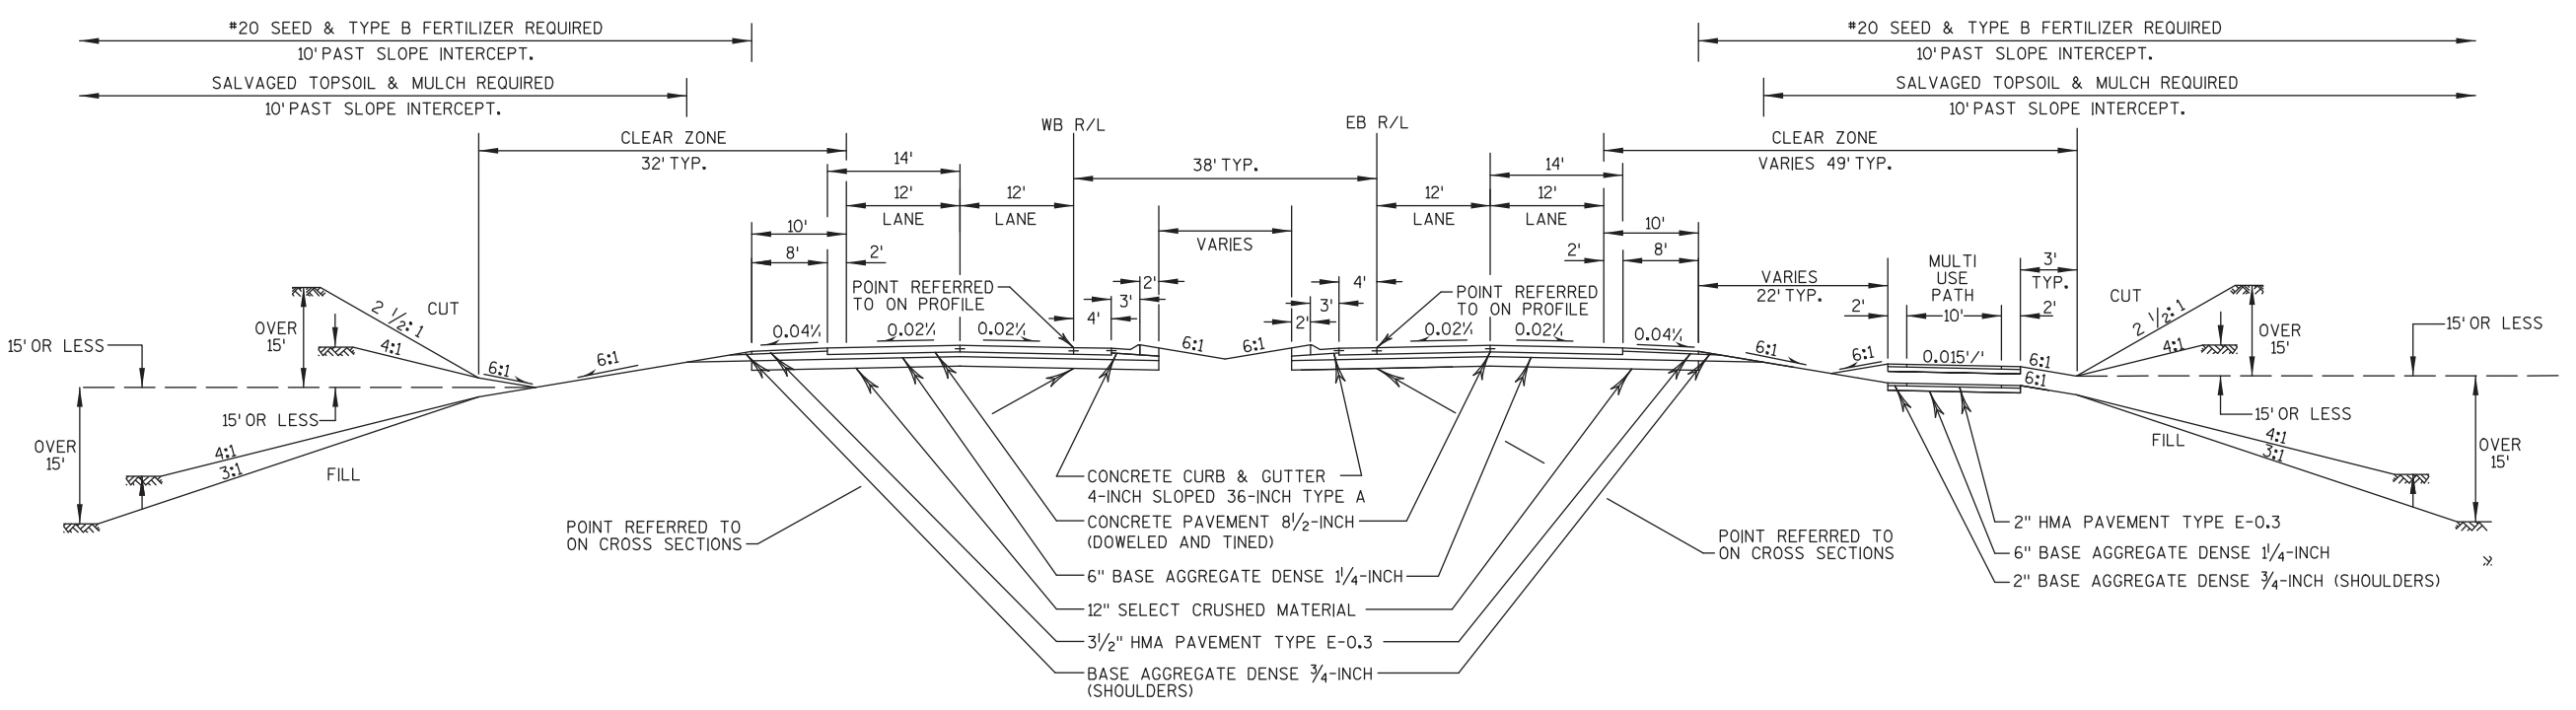 #20 SEED & TYPE B FERTILIZER REQUIRED
10' PAST SLOPE INTERCEPT.
SALVAGED TOPSOIL & MULCH REQUIRED
10' PAST SLOPE INTERCEPT.
#20 SEED & TYPE B FERTILIZER REQUIRED
10' PAST SLOPE INTERCEPT.
SALVAGED TOPSOIL & MULCH REQUIRED
10' PAST SLOPE INTERCEPT.
CLEAR ZONE
32' TYP.
WB R/L
EB R/L
38' TYP.
CLEAR ZONE
VARIES 49' TYP.
14'
12'
LANE
12'
LANE
10'
8'
2'
14'
12'
LANE
12'
LANE
10'
2'
8'
VARIES
POINT REFERRED
TO ON PROFILE
2'
3'
4'
4'
3'
2'
POINT REFERRED
TO ON PROFILE
VARIES
22' TYP.
MULTI
USE
PATH
2'
10'
3'
TYP.
2'
15' OR LESS
OVER
15'
2 1/2:1
CUT
4:1
6:1
6:1
0.04'/'
0.02'/'
0.02'/'
6:1
6:1
0.02'/'
0.02'/'
0.04'/'
6:1
6:1
0.015'/'
6:1
6:1
CUT
2 1/2:1
4:1
OVER
15'
15' OR LESS
15' OR LESS
OVER
15'
4:1
3:1
FILL
15' OR LESS
FILL
4:1
3:1
OVER
15'
POINT REFERRED TO
ON CROSS SECTIONS
CONCRETE CURB & GUTTER
4-INCH SLOPED 36-INCH TYPE A
CONCRETE PAVEMENT 8 1/2-INCH
(DOWELED AND TINED)
6" BASE AGGREGATE DENSE 1 1/4-INCH
12" SELECT CRUSHED MATERIAL
3 1/2" HMA PAVEMENT TYPE E-0.3
BASE AGGREGATE DENSE 3/4-INCH
(SHOULDERS)
POINT REFERRED TO
ON CROSS SECTIONS
2" HMA PAVEMENT TYPE E-0.3
6" BASE AGGREGATE DENSE 1 1/4-INCH
2" BASE AGGREGATE DENSE 3/4-INCH (SHOULDERS)